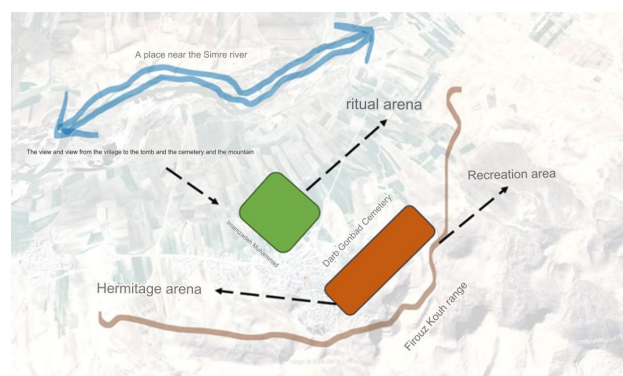 A place near the Simre river
ritual arena
The view and view from the village to the tomb and the cemetery and the mountain
Recreation area
Imamzadeh Muhammad
Darb Gonbad Cemetery
Hermitage arena
Firouz Kouh range